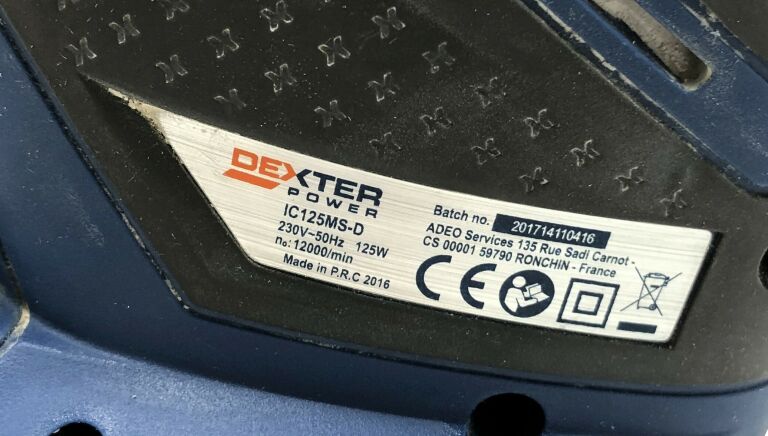 DEXTER
POWER
IC125MS-D
230V~50Hz 125W
n₀: 12000/min
Made in P.R.C 2016
Batch no. 201714110416
ADEO Services 135 Rue Sadi Carnot -
CS 00001 59790 RONCHIN - France
CE